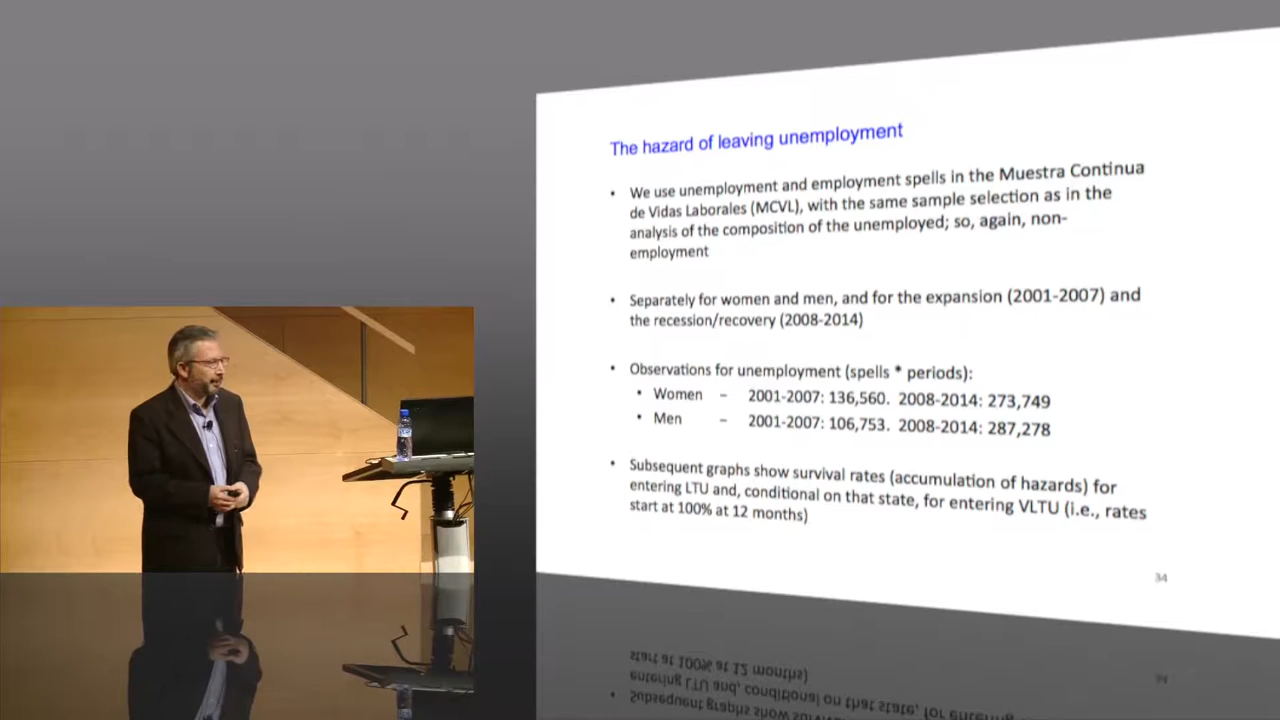 The hazard of leaving unemployment
• We use unemployment and employment spells in the Muestra Continua
de Vidas Laborales (MCVL), with the same sample selection as in the
analysis of the composition of the unemployed; so, again, non-
employment
• Separately for women and men, and for the expansion (2001-2007) and
the recession/recovery (2008-2014)
• Observations for unemployment (spells * periods):
• Women – 2001-2007: 136,560. 2008-2014: 273,749
• Men – 2001-2007: 106,753. 2008-2014: 287,278
• Subsequent graphs show survival rates (accumulation of hazards) for
entering LTU and, conditional on that state, for entering VLTU (i.e., rates
start at 100% at 12 months)
34